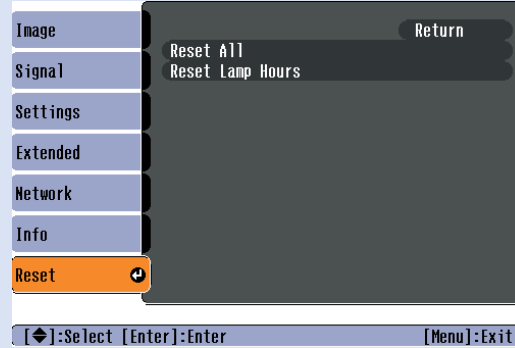 Image
Signal
Settings
Extended
Network
Info
Reset
Return
Reset All
Reset Lamp Hours
[◆]:Select [Enter]:Enter [Menu]:Exit